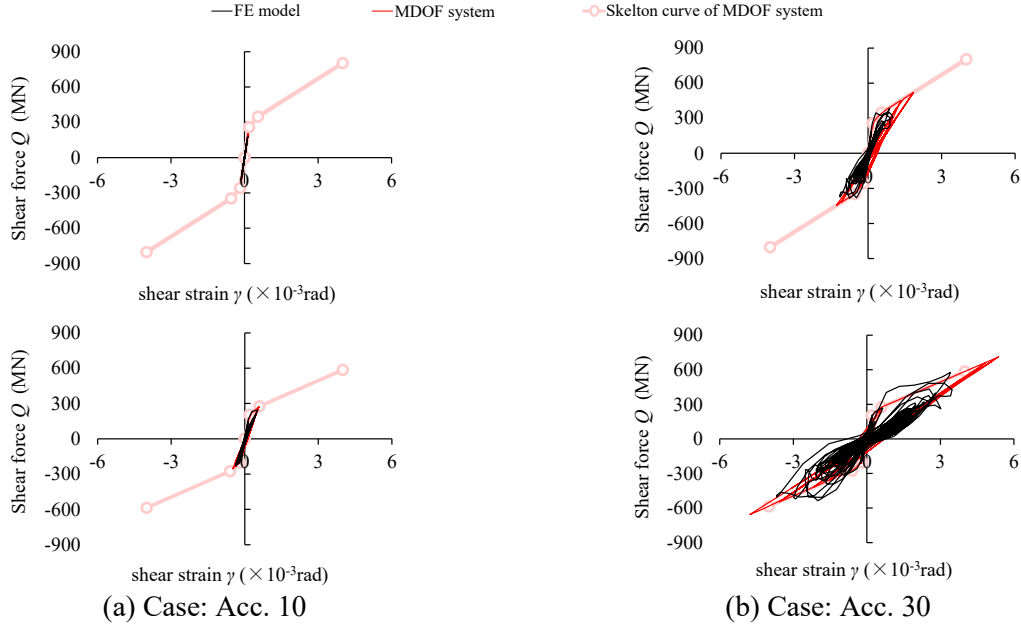 FE model MDOF system Skelton curve of MDOF system
Shear force Q (MN)
900
600
300
0
-300
-600
-900
-6 -3 0 3 6
shear strain γ (×10-3rad)
Shear force Q (MN)
900
600
300
0
-300
-600
-900
-6 -3 0 3 6
shear strain γ (×10-3rad)
Shear force Q (MN)
900
600
300
0
-300
-600
-900
-6 -3 0 3 6
shear strain γ (×10-3rad)
Shear force Q (MN)
900
600
300
0
-300
-600
-900
-6 -3 0 3 6
shear strain γ (×10-3rad)
(a) Case: Acc. 10 (b) Case: Acc. 30